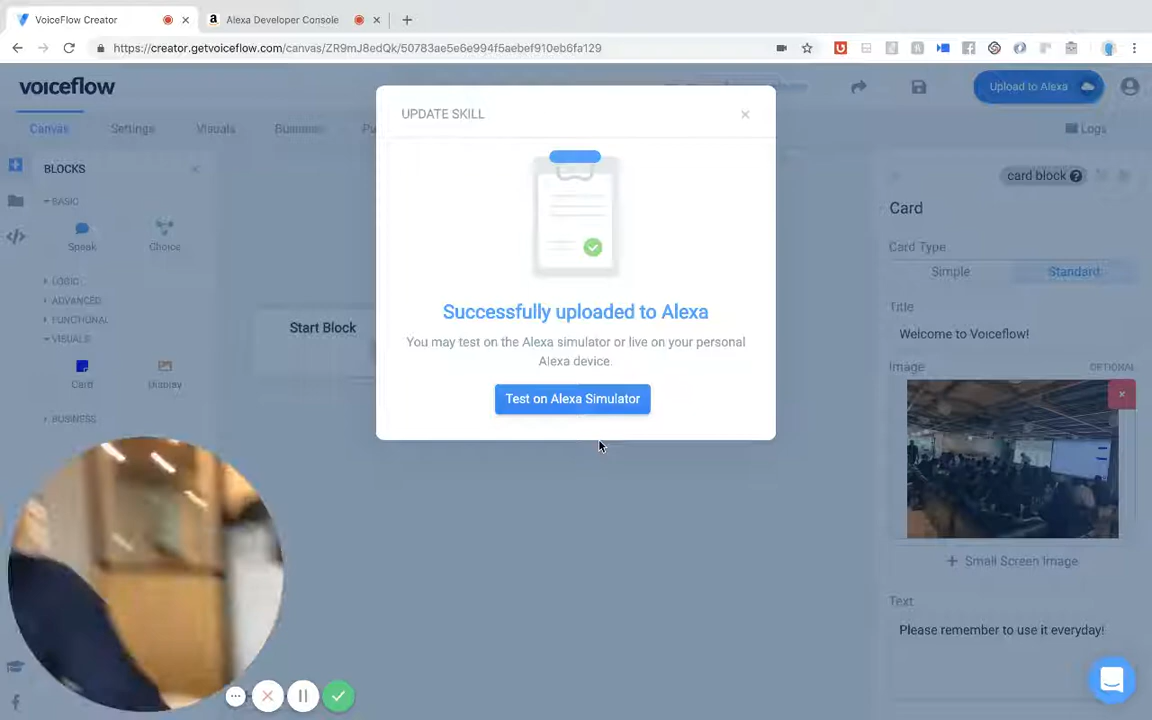 VoiceFlow Creator
Alexa Developer Console
https://creator.getvoiceflow.com/canvas/ZR9mJ8edQk/50783ae5e6e994f5aebef910eb6fa129
voiceflow
Upload to Alexa
Canvas
Settings
Visuals
Business
Logs
UPDATE SKILL
Successfully uploaded to Alexa
You may test on the Alexa simulator or live on your personal
Alexa device.
Test on Alexa Simulator
BLOCKS
BASIC
Speak
Choice
LOGIC
ADVANCED
FUNCTIONAL
VISUALS
Card
Display
BUSINESS
Start Block
card block ?
Card
Card Type
Simple
Standard
Title
Welcome to Voiceflow!
Image
OPTIONAL
+ Small Screen Image
Text
Please remember to use it everyday!